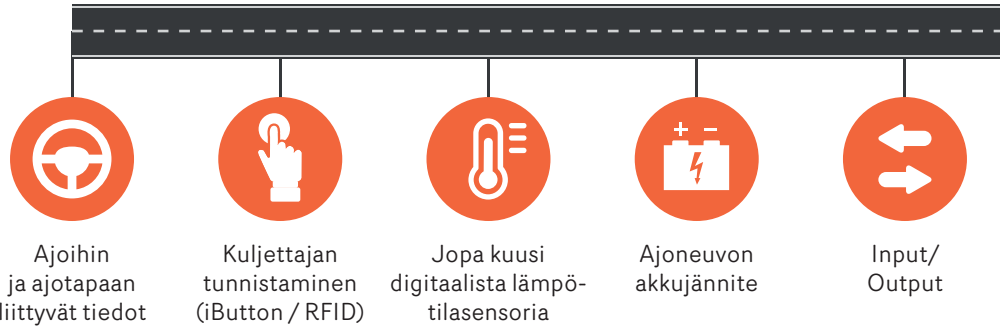 Ajoihin
ja ajotapaan
liittyvät tiedot
Kuljettajan
tunnistaminen
(iButton / RFID)
Jopa kuusi
digitaalista lämpö-
tilasensoria
Ajoneuvon
akkujännite
Input/
Output